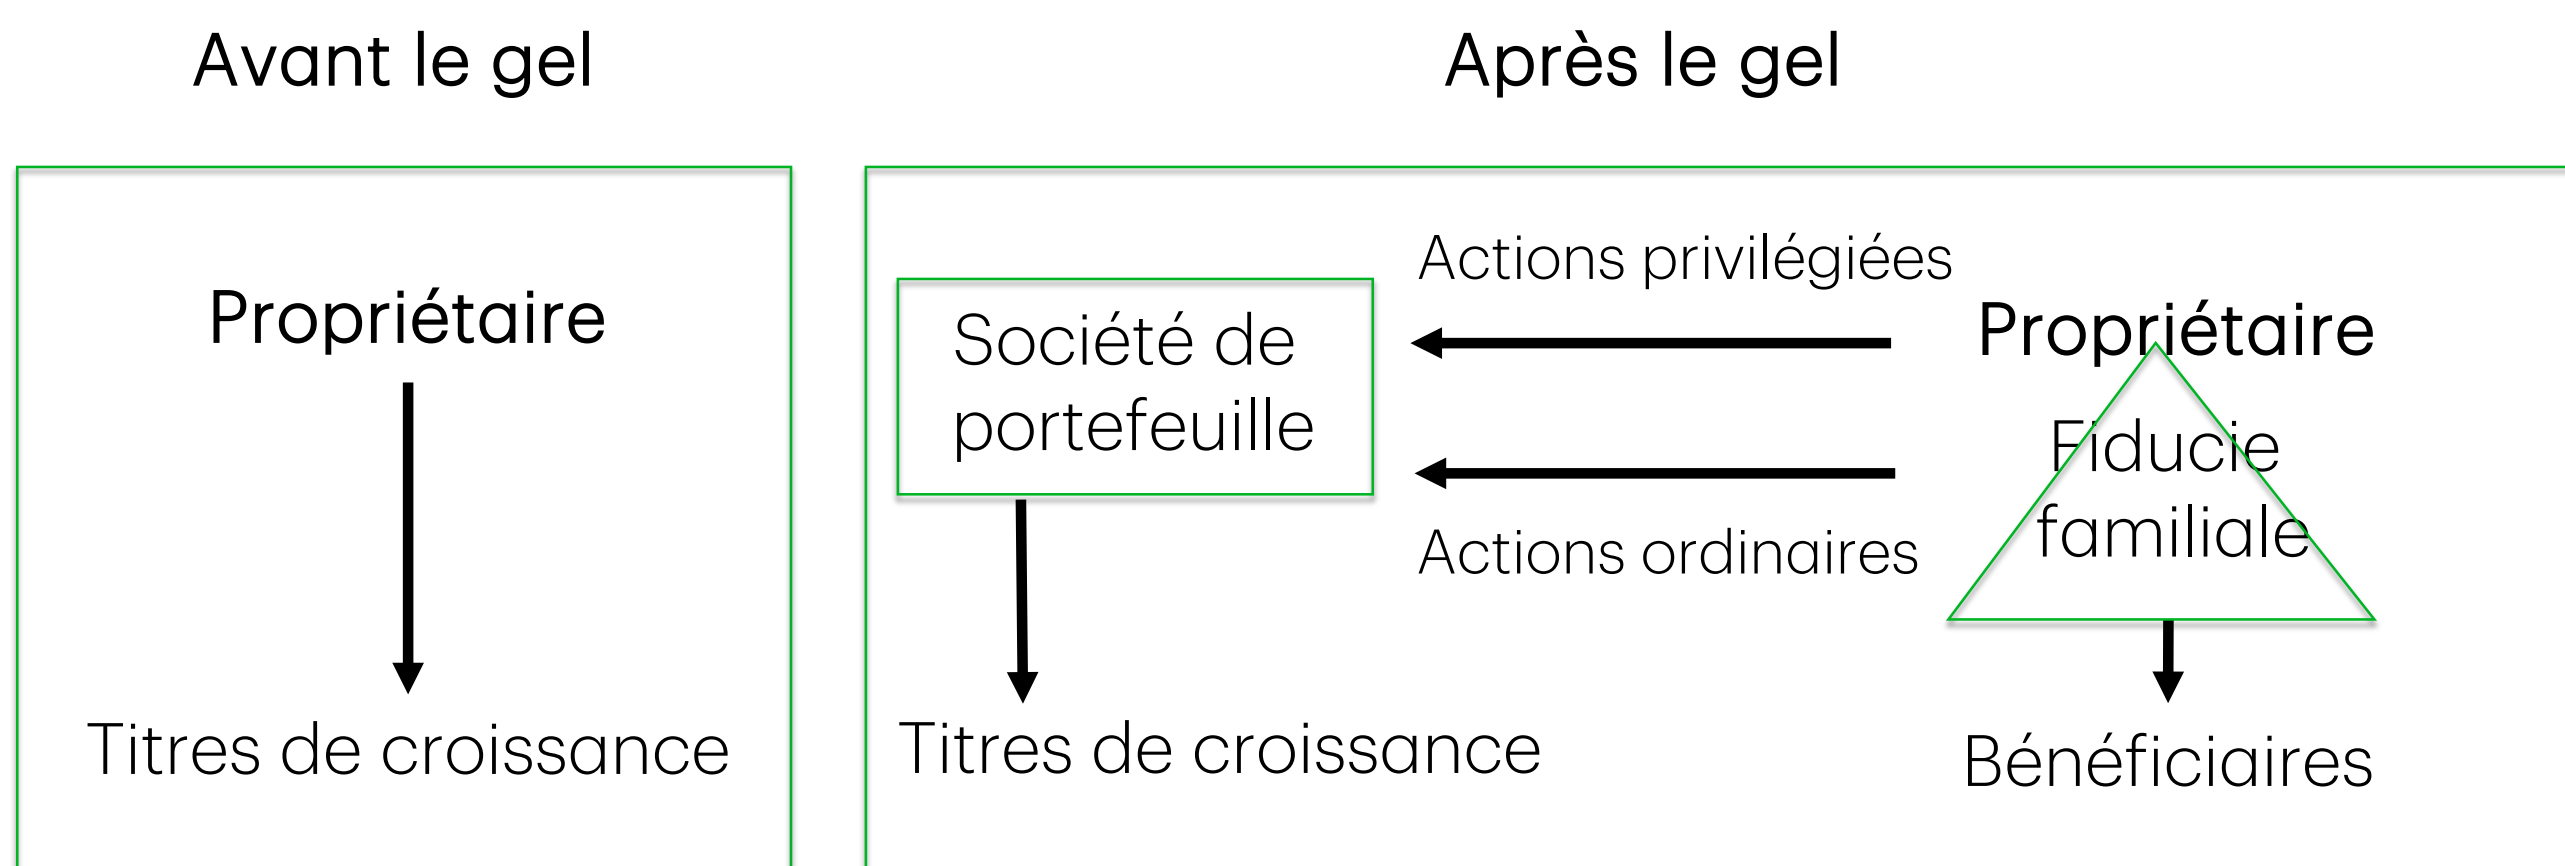 Avant le gel
Après le gel
Propriétaire
Titres de croissance
Actions privilégiées
Société de
portefeuille
Propriétaire
Fiducie
familiale
Actions ordinaires
Titres de croissance
Bénéficiaires